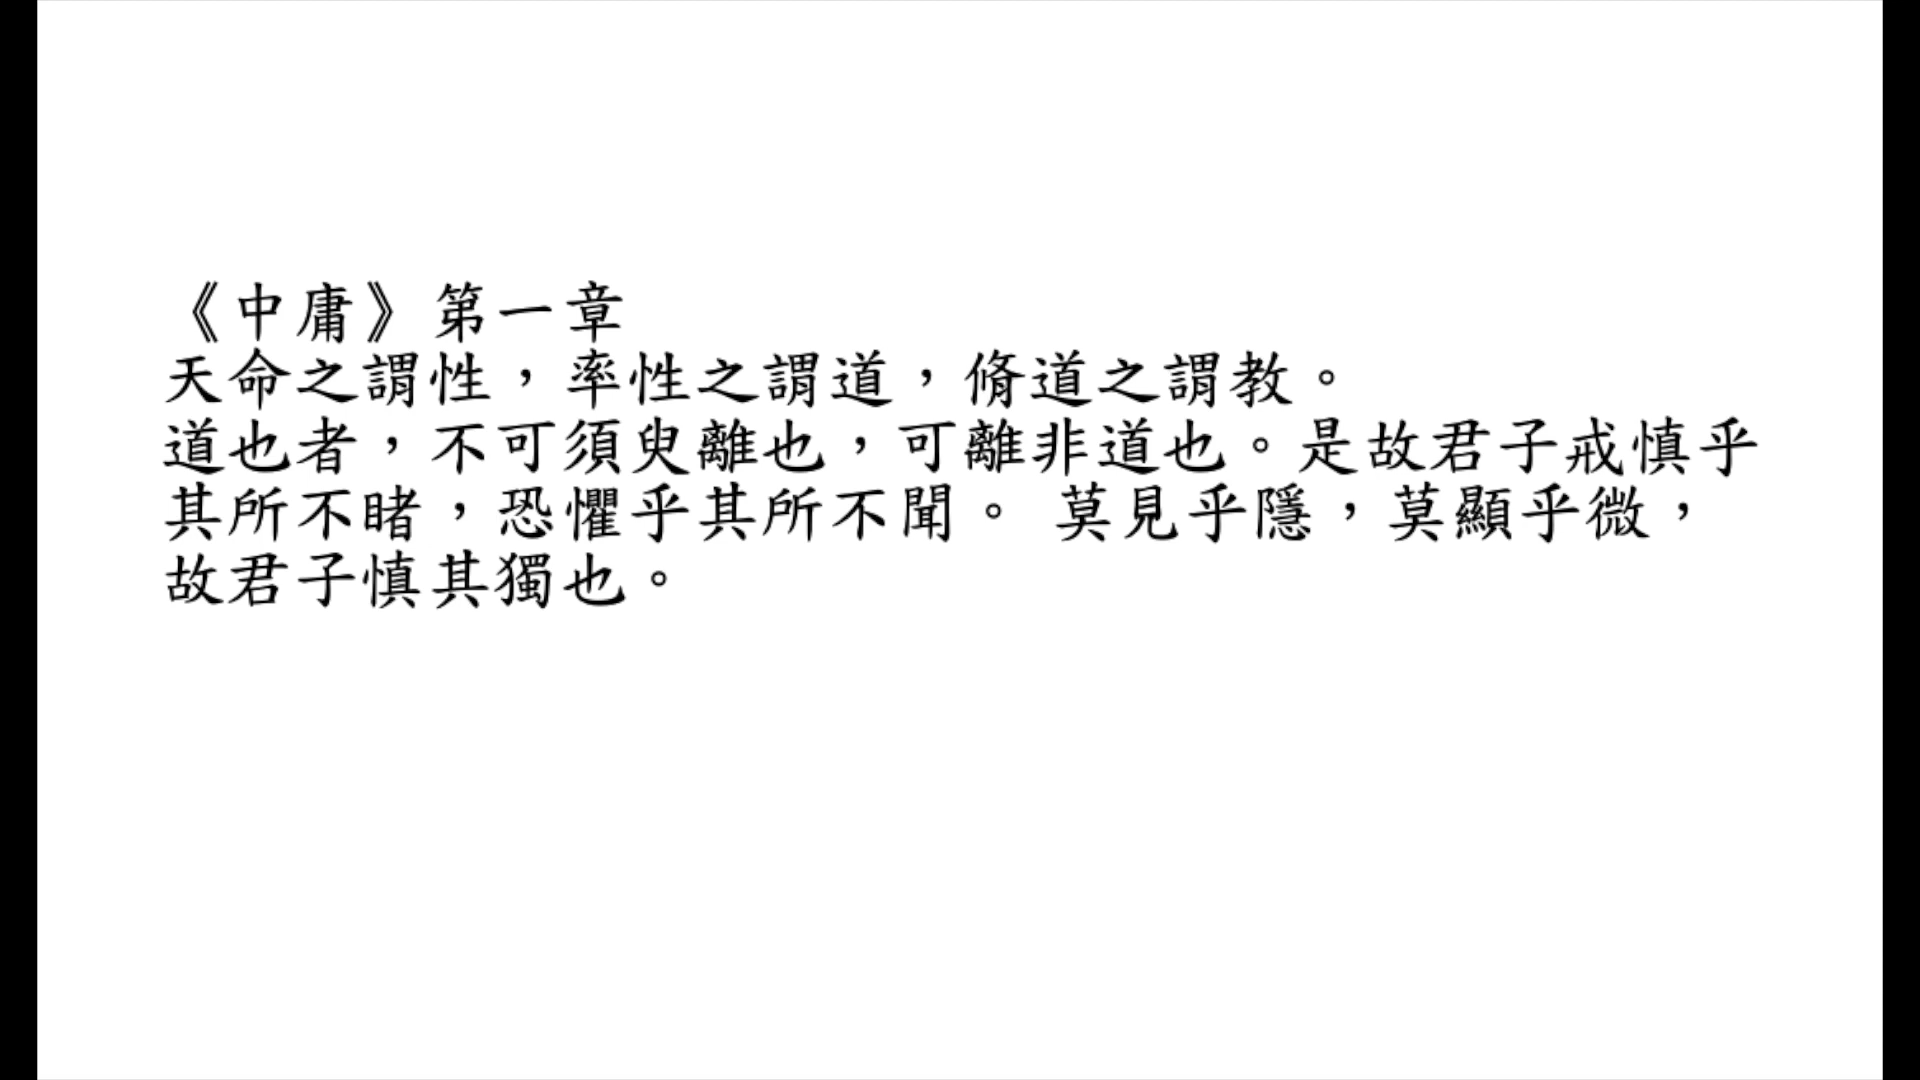 《中庸》第一章
天命之謂性，率性之謂道，脩道之謂教。
道也者，不可須臾離也，可離非道也。是故君子戒慎乎
其所不睹，恐懼乎其所不聞。 莫見乎隱，莫顯乎微，
故君子慎其獨也。